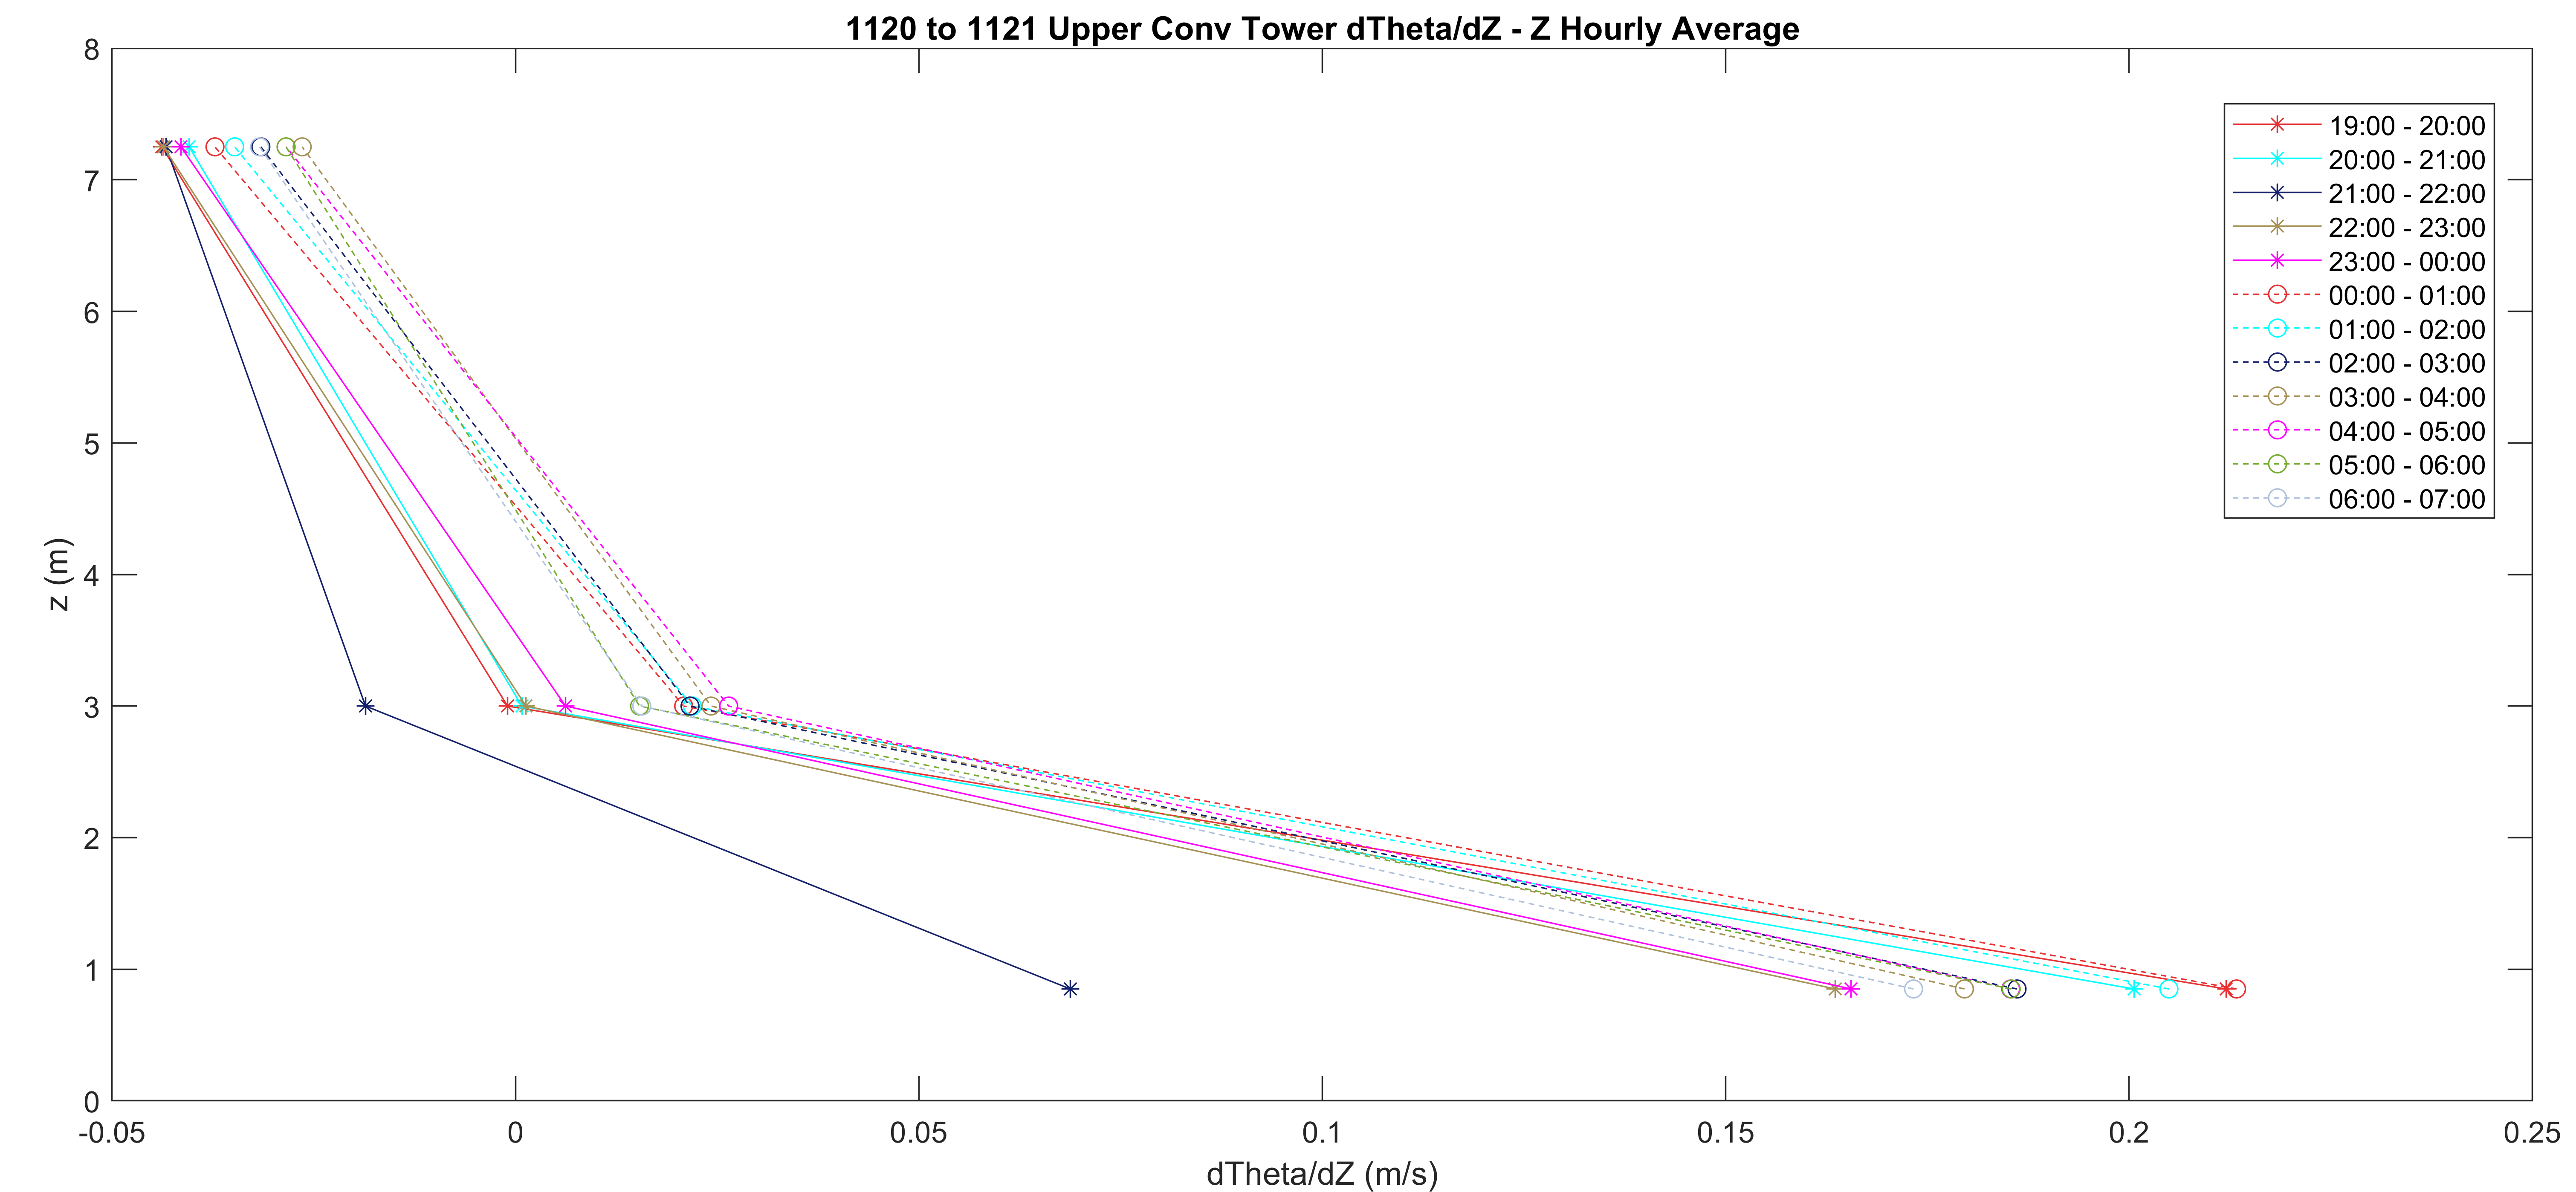 1120 to 1121 Upper Conv Tower dTheta/dZ - Z Hourly Average
8
7
6
5
4
3
2
1
0
z (m)
-0.05
0
0.05
0.1
0.15
0.2
0.25
dTheta/dZ (m/s)
19:00 - 20:00
20:00 - 21:00
21:00 - 22:00
22:00 - 23:00
23:00 - 00:00
00:00 - 01:00
01:00 - 02:00
02:00 - 03:00
03:00 - 04:00
04:00 - 05:00
05:00 - 06:00
06:00 - 07:00